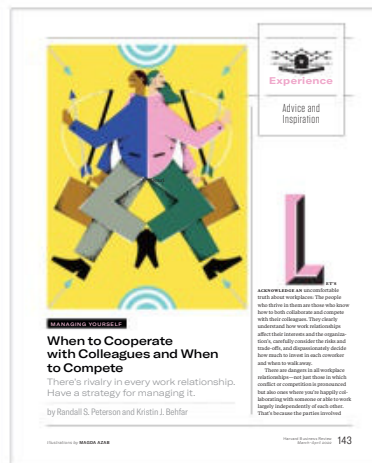 Experience
Advice and
Inspiration
MANAGING YOURSELF
When to Cooperate
with Colleagues and When
to Compete
There's rivalry in every work relationship.
Have a strategy for managing it.
by Randall S. Peterson and Kristin J. Behfar
LET'S
ACKNOWLEDGE AN uncomfortable
truth about workplaces: The people
who thrive in them are those who know
how to both collaborate and compete
with their colleagues. They clearly
understand how work relationships
affect their interests and the organiza-
tion's, carefully consider the risks and
trade-offs, and dispassionately decide
how much to invest in each coworker
and when to walk away.
There are dangers in all workplace
relationships—not just those in which
conflict or competition is pronounced
but also ones where you're happily col-
laborating with someone or able to work
largely independently of each other.
That's because the parties involved
Illustrations by MAGDA AZAB
Harvard Business Review
March–April 2022
143